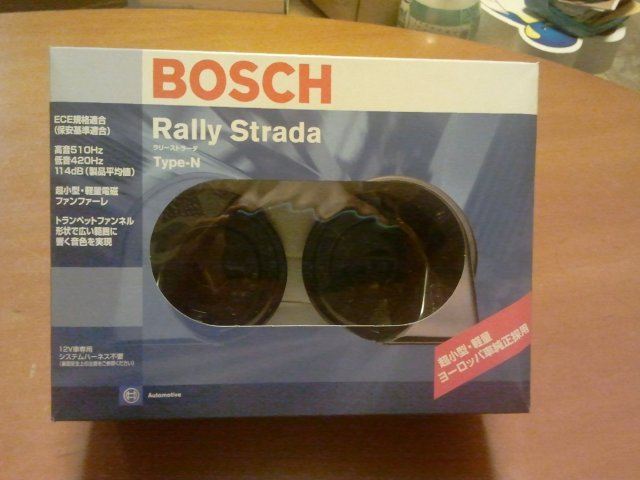 BOSCH
Rally Strada
ラリーストラーダ
Type-N
ECE規格適合
(保安基準適合)
高音510Hz
低音420Hz
114dB(製品平均値)
超小型・軽量電磁
ファンファーレ
トランペットファンネル
形状で広い範囲に
響く音色を実現
12V車専用
システムハーネス不要
超小型・軽量
ヨーロッパ車純正採用
Automotive